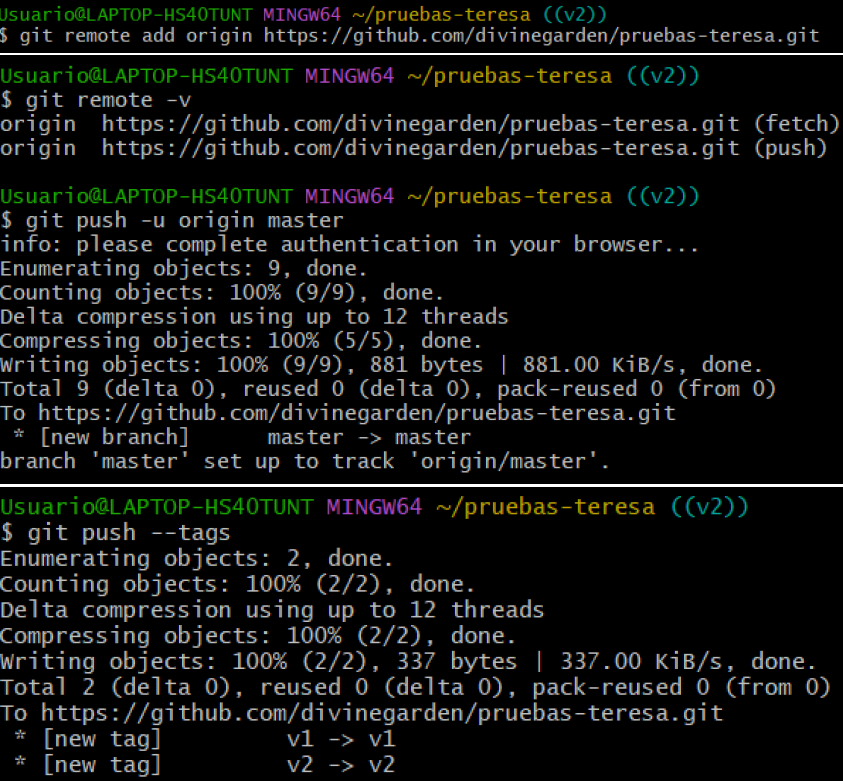 Usuario@LAPTOP-HS40TUNT MINGW64 ~/pruebas-teresa ((v2))
$ git remote add origin https://github.com/divinegarden/pruebas-teresa.git
Usuario@LAPTOP-HS40TUNT MINGW64 ~/pruebas-teresa ((v2))
$ git remote -v
origin  https://github.com/divinegarden/pruebas-teresa.git (fetch)
origin  https://github.com/divinegarden/pruebas-teresa.git (push)
Usuario@LAPTOP-HS40TUNT MINGW64 ~/pruebas-teresa ((v2))
$ git push -u origin master
info: please complete authentication in your browser...
Enumerating objects: 9, done.
Counting objects: 100% (9/9), done.
Delta compression using up to 12 threads
Compressing objects: 100% (5/5), done.
Writing objects: 100% (9/9), 881 bytes | 881.00 KiB/s, done.
Total 9 (delta 0), reused 0 (delta 0), pack-reused 0 (from 0)
To https://github.com/divinegarden/pruebas-teresa.git
 * [new branch]      master -> master
branch 'master' set up to track 'origin/master'.
Usuario@LAPTOP-HS40TUNT MINGW64 ~/pruebas-teresa ((v2))
$ git push --tags
Enumerating objects: 2, done.
Counting objects: 100% (2/2), done.
Delta compression using up to 12 threads
Compressing objects: 100% (2/2), done.
Writing objects: 100% (2/2), 337 bytes | 337.00 KiB/s, done.
Total 2 (delta 0), reused 0 (delta 0), pack-reused 0 (from 0)
To https://github.com/divinegarden/pruebas-teresa.git
 * [new tag]         v1 -> v1
 * [new tag]         v2 -> v2